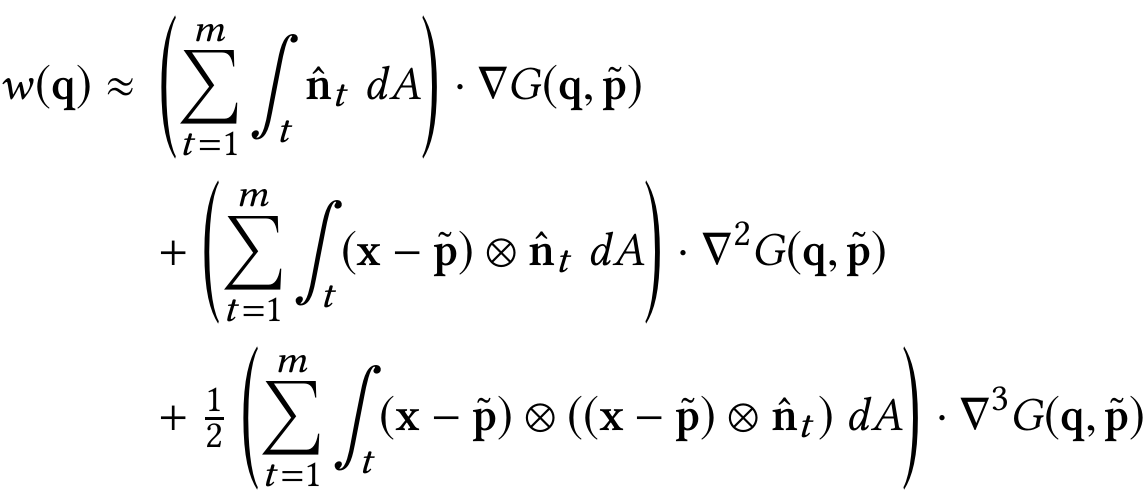 w(𝐪) ≈ (∑_{t=1}^{m} ∫_t n̂_t dA) · ∇G(𝐪, p̃)
+ (∑_{t=1}^{m} ∫_t (𝐱 − p̃) ⊗ n̂_t dA) · ∇²G(𝐪, p̃)
+ ½ (∑_{t=1}^{m} ∫_t (𝐱 − p̃) ⊗ ((𝐱 − p̃) ⊗ n̂_t) dA) · ∇³G(𝐪, p̃)